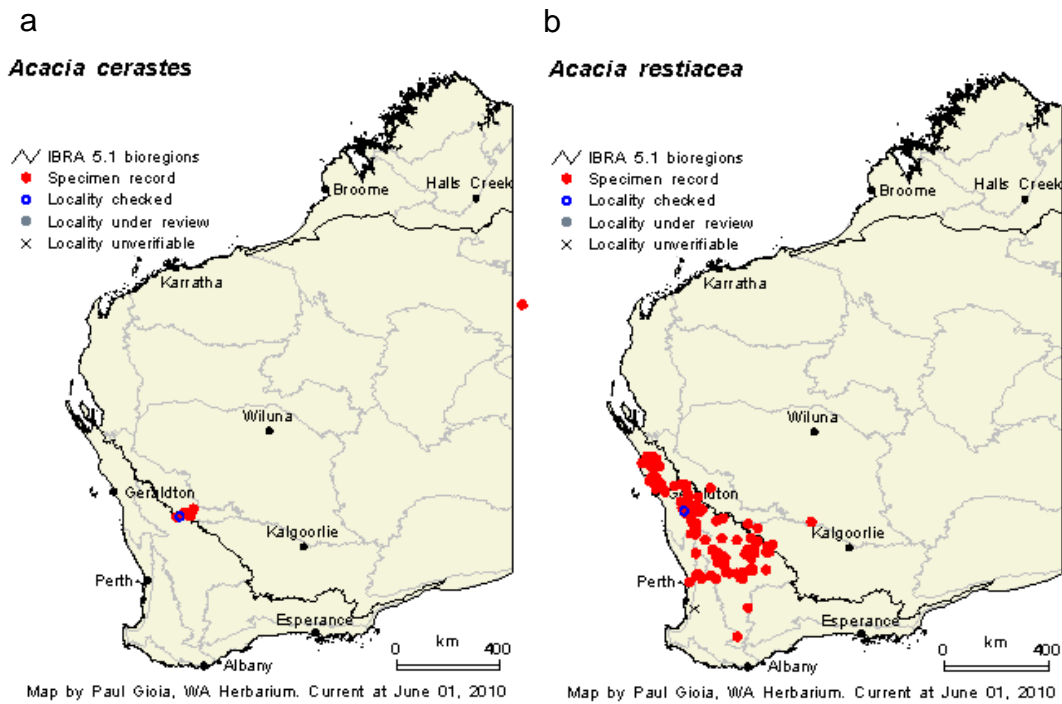 a
Acacia cerastes
IBRA 5.1 bioregions
Specimen record
Locality checked
Locality under review
Locality unverifiable
Broome
Halls Creek
Karratha
Wiluna
Geraldton
Kalgoorlie
Perth
Esperance
Albany
km
0 400
Map by Paul Gioia, WA Herbarium. Current at June 01, 2010
b
Acacia restiacea
IBRA 5.1 bioregions
Specimen record
Locality checked
Locality under review
Locality unverifiable
Broome
Halls Creek
Karratha
Wiluna
Geraldton
Kalgoorlie
Perth
Esperance
Albany
km
0 400
Map by Paul Gioia, WA Herbarium. Current at June 01, 2010